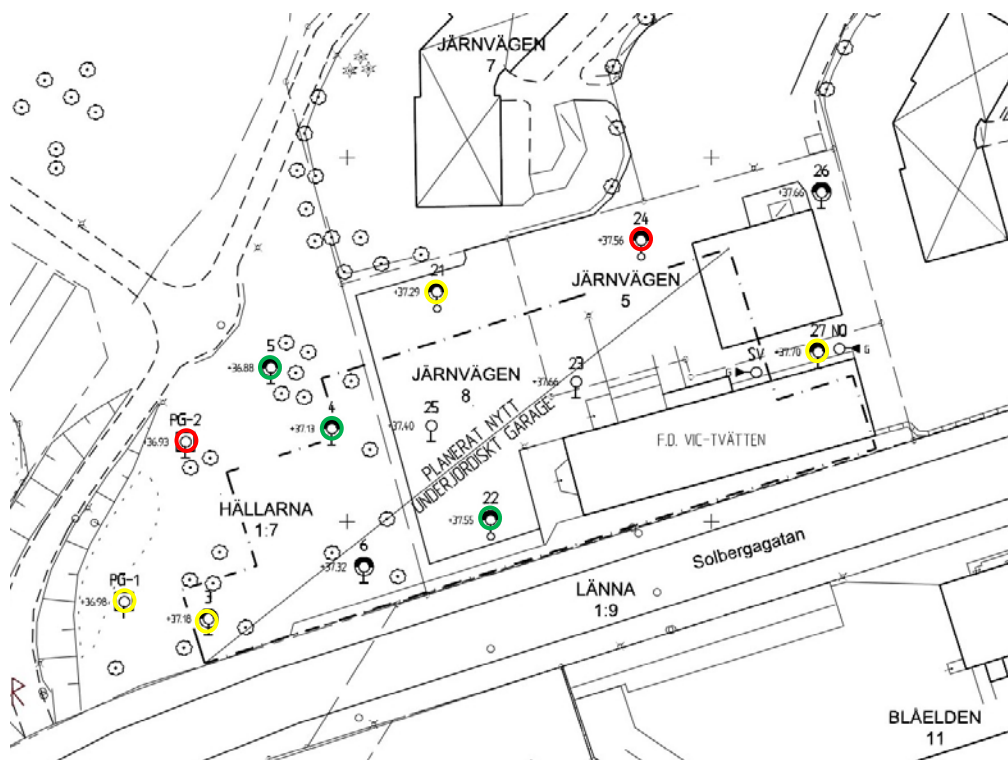 JÄRNVÄGEN
7
26
+37.66
24
+37.56
21
+37.29
JÄRNVÄGEN
5
5
+36.88
27
NO
+37.70
G
SV
G
JÄRNVÄGEN
8
23
+37.66
4
+37.13
25
+37.40
PLANERAT NYTT
UNDERJORDISKT GARAGE
F.D. VIC-TVÄTTEN
PG-2
+36.93
HÄLLARNA
1:7
22
+37.55
6
+37.32
Solbergagatan
LÄNNA
1:9
PG-1
+36.98
3
+37.18
R
BLÅELDEN
11